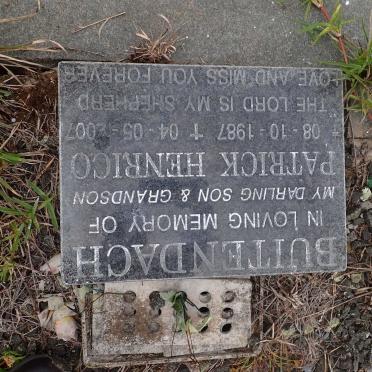 BUITENDACH
IN LOVING MEMORY OF
MY DARLING SON & GRANDSON
PATRICK HENRICO
✝ 08 - 10 - 1987 ✝ 04 - 05 - 2007
THE LORD IS MY SHEPHERD
LOVE AND MISS YOU FOREVER